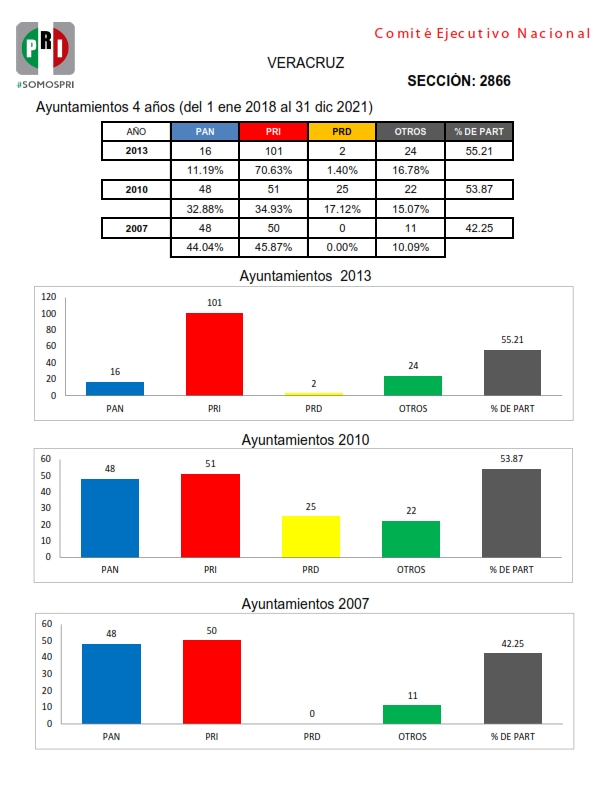 Comité Ejecutivo Nacional
PRI
#SOMOSPRI
VERACRUZ
SECCIÓN: 2866
Ayuntamientos 4 años (del 1 ene 2018 al 31 dic 2021)
AÑO PAN PRI PRD OTROS % DE PART
2013 16 101 2 24 55.21
11.19% 70.63% 1.40% 16.78%
2010 48 51 25 22 53.87
32.88% 34.93% 17.12% 15.07%
2007 48 50 0 11 42.25
44.04% 45.87% 0.00% 10.09%
Ayuntamientos 2013
120
100
80
60
40
20
0
16 101 2 24 55.21
PAN PRI PRD OTROS % DE PART
Ayuntamientos 2010
60
50
40
30
20
10
0
48 51 25 22 53.87
PAN PRI PRD OTROS % DE PART
Ayuntamientos 2007
60
50
40
30
20
10
0
48 50 0 11 42.25
PAN PRI PRD OTROS % DE PART